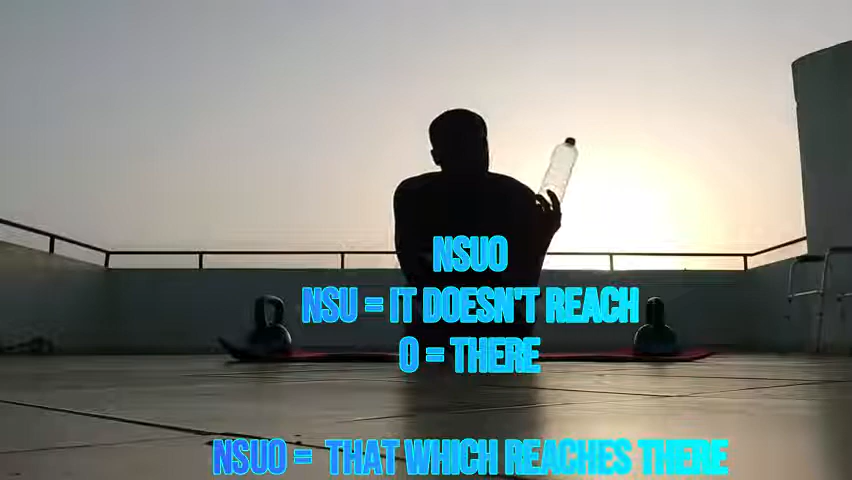 NSUO
NSU = IT DOESN'T REACH
O = THERE
NSUO = THAT WHICH REACHES THERE